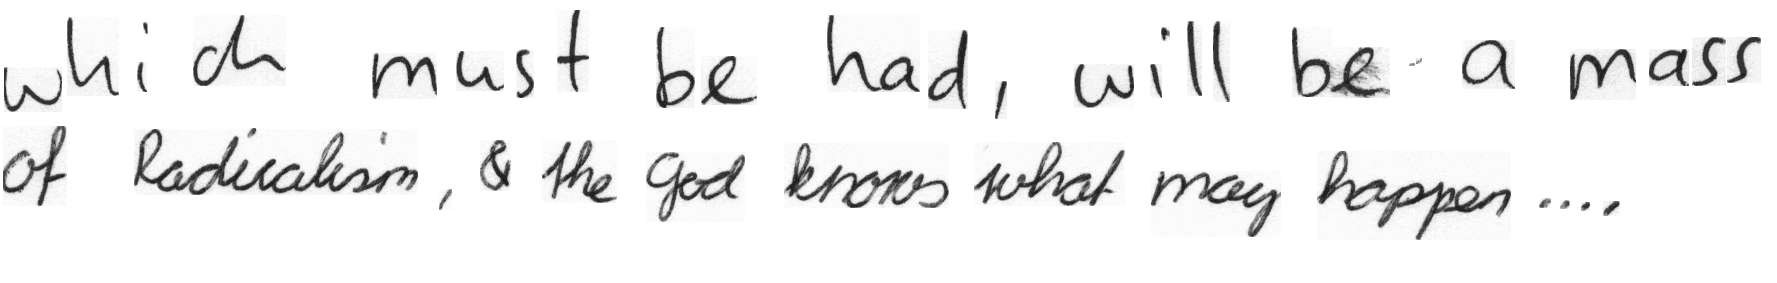 which must be had, will be a mass
of Radicalism, & the God knows what may happen ....,